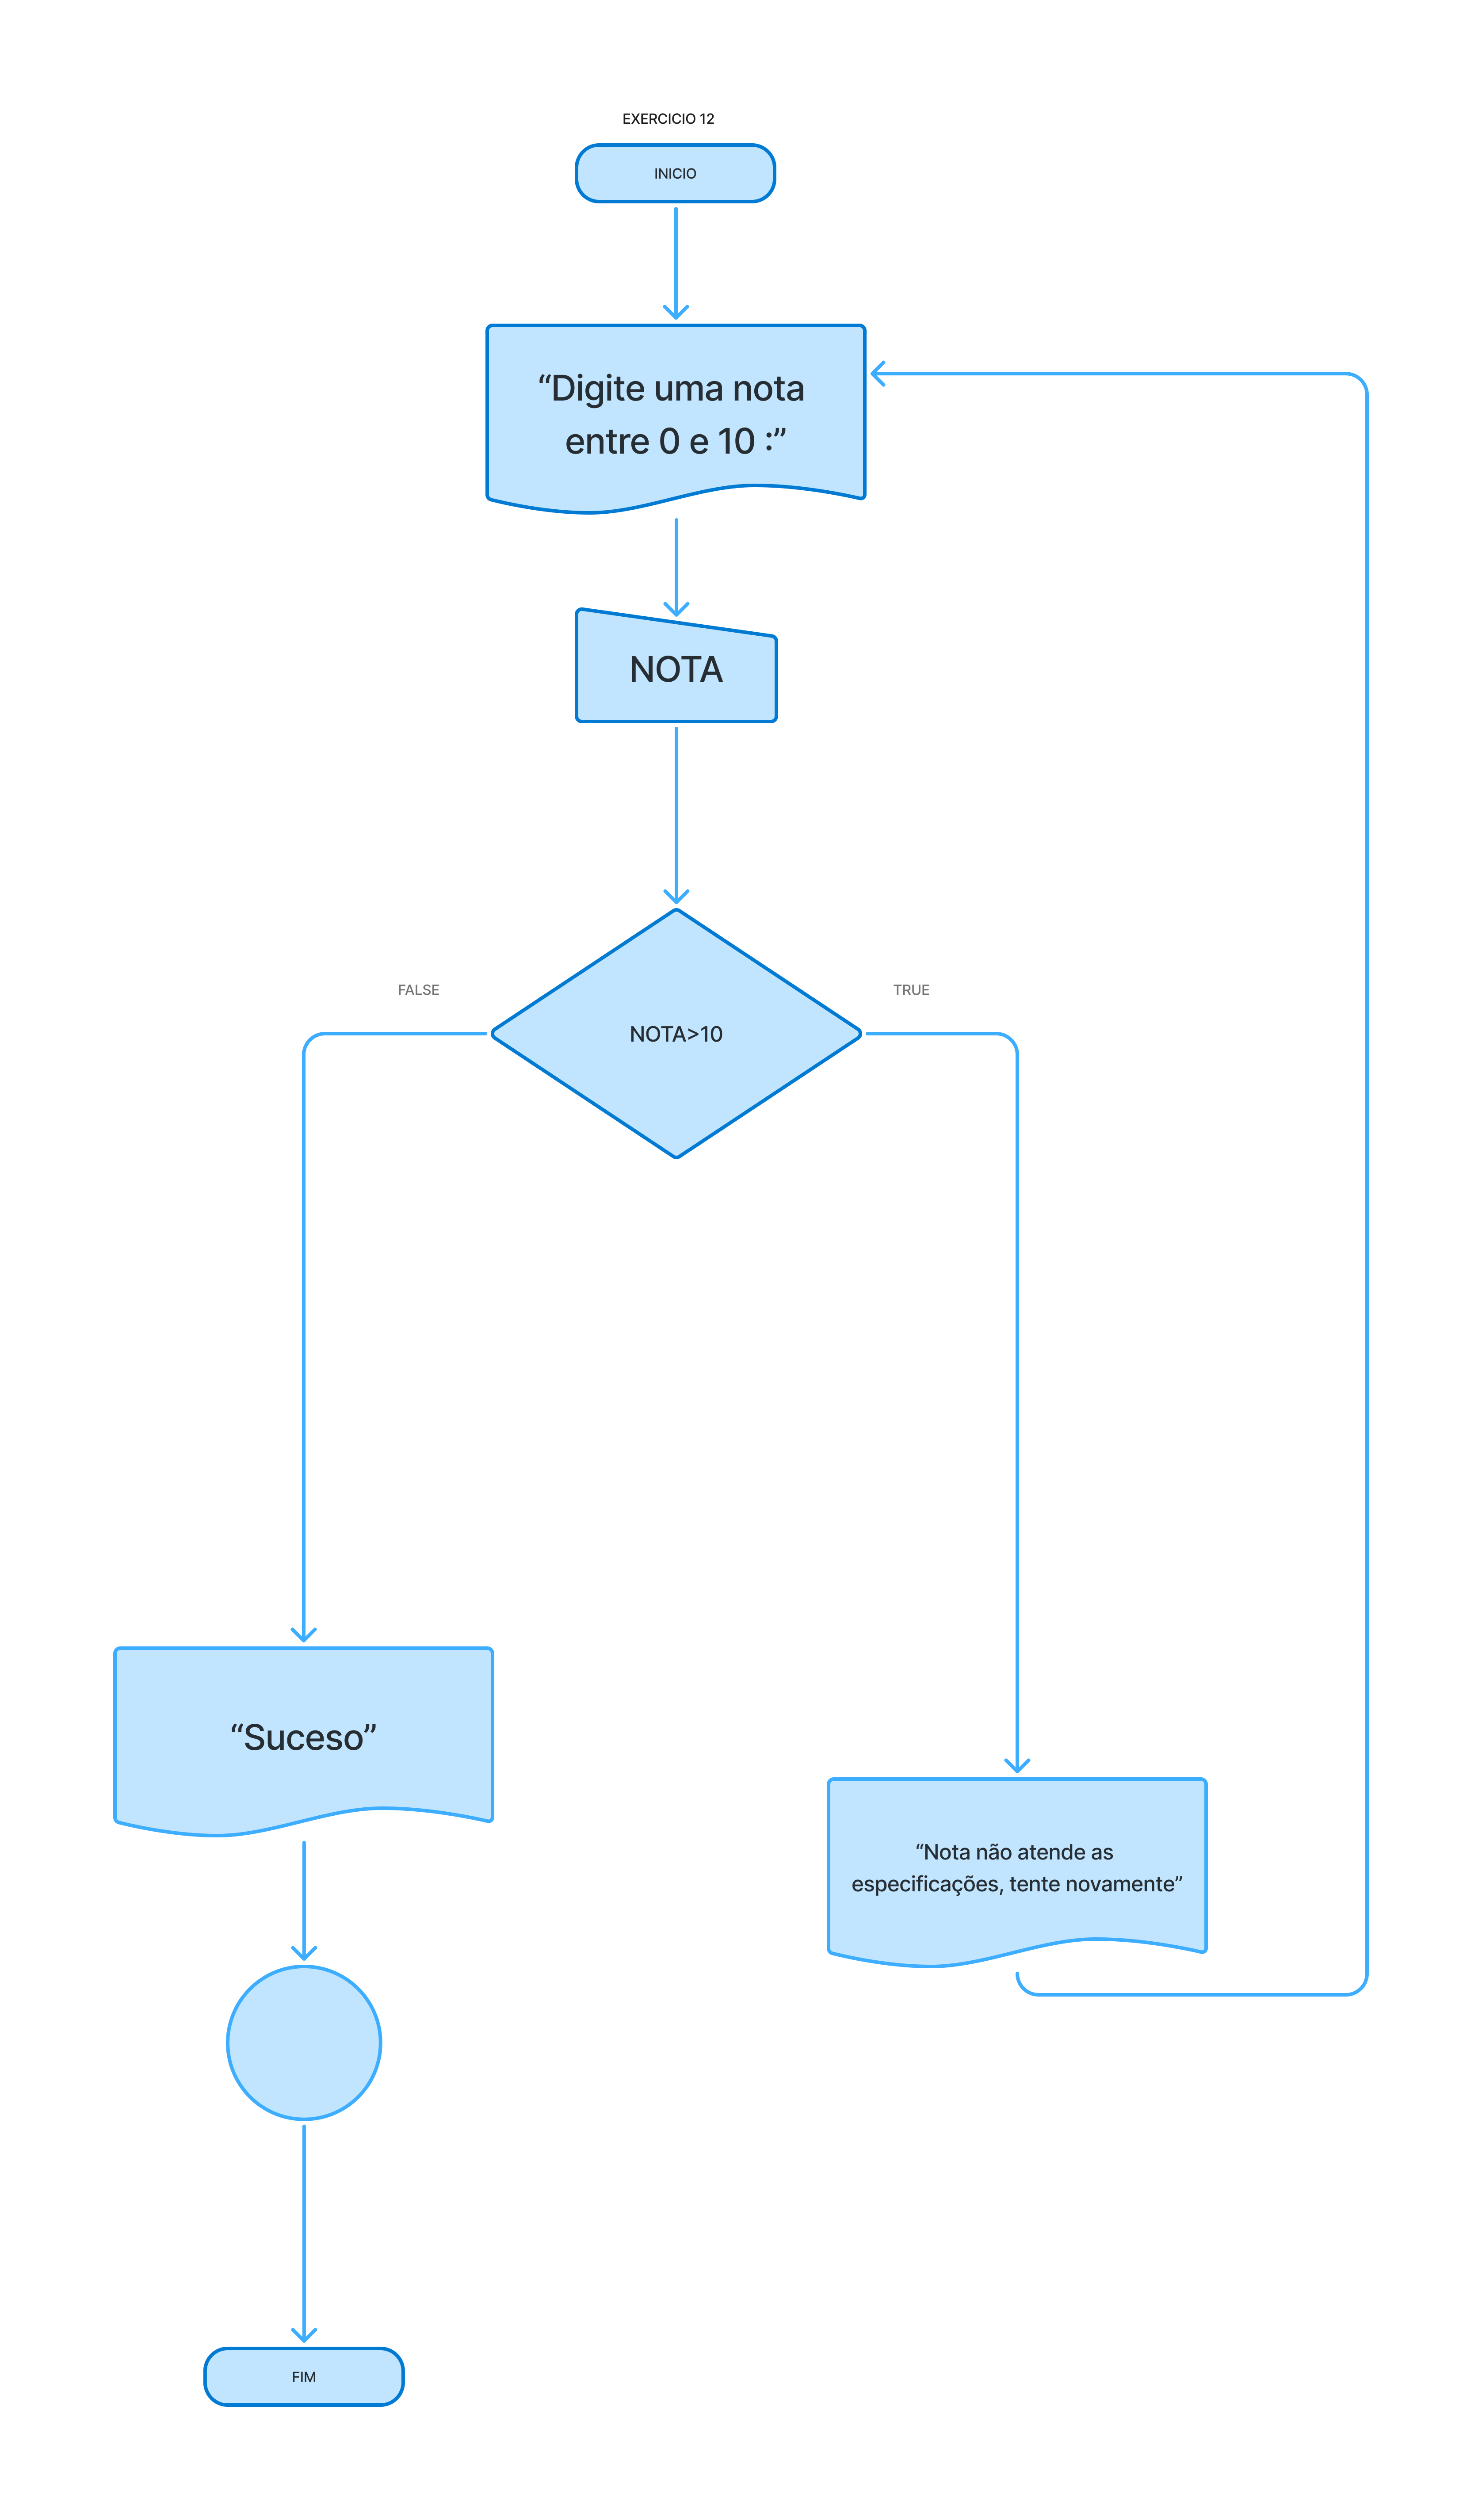 EXERCICIO 12
INICIO
“Digite uma nota
entre 0 e 10 :”
NOTA
FALSE
TRUE
NOTA>10
“Suceso”
“Nota não atende as
especificações, tente novamente”
FIM